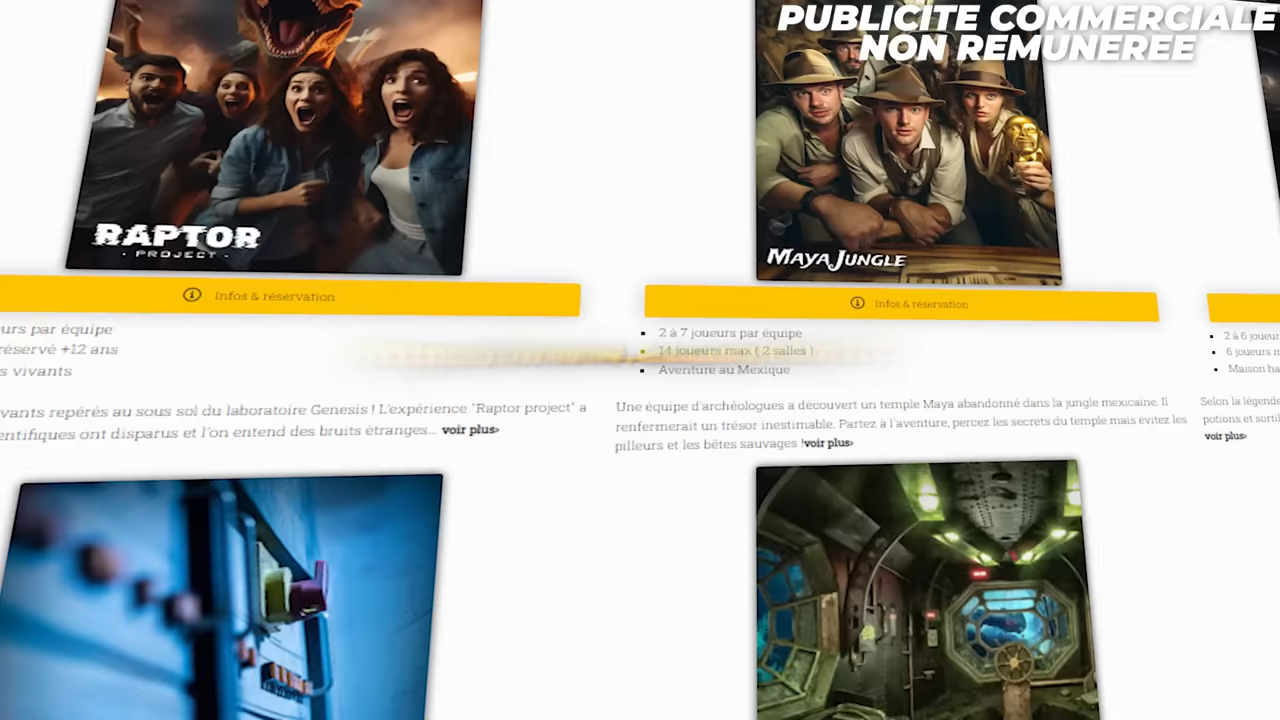 PUBLICITE COMMERCIALE
NON REMUNEREE
RAPTOR
· PROJECT ·
MAYA JUNGLE
Infos & réservation
Infos & réservation
urs par équipe
réservé +12 ans
s vivants
2 à 7 joueurs par équipe
14 joueurs max ( 2 salles )
Aventure au Mexique
2 à 6 joueur
6 joueurs m
Maison ha
vants repérés au sous sol du laboratoire Genesis ! L'expérience "Raptor project" a
entifiques ont disparus et l'on entend des bruits étranges... voir plus›
Une équipe d'archéologues a découvert un temple Maya abandonné dans la jungle mexicaine. Il
renfermerait un trésor inestimable. Partez à l'aventure, percez les secrets du temple mais évitez les
pilleurs et les bêtes sauvages !voir plus›
Selon la légende
potions et sortil
voir plus›